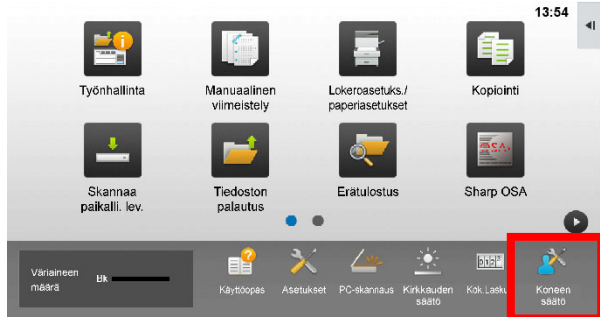 13:54
Työnhallinta
Manuaalinen
viimeistely
Lokeroasetuks./
paperiasetukset
Kopiointi
Skannaa
paikalli. lev.
Tiedoston
palautus
Erätulostus
Sharp OSA
Väriaineen
määrä
Bk
Käyttöopas
Asetukset
PC-skannaus
Kirkkauden
säätö
Kok.Lasku
Koneen
säätö